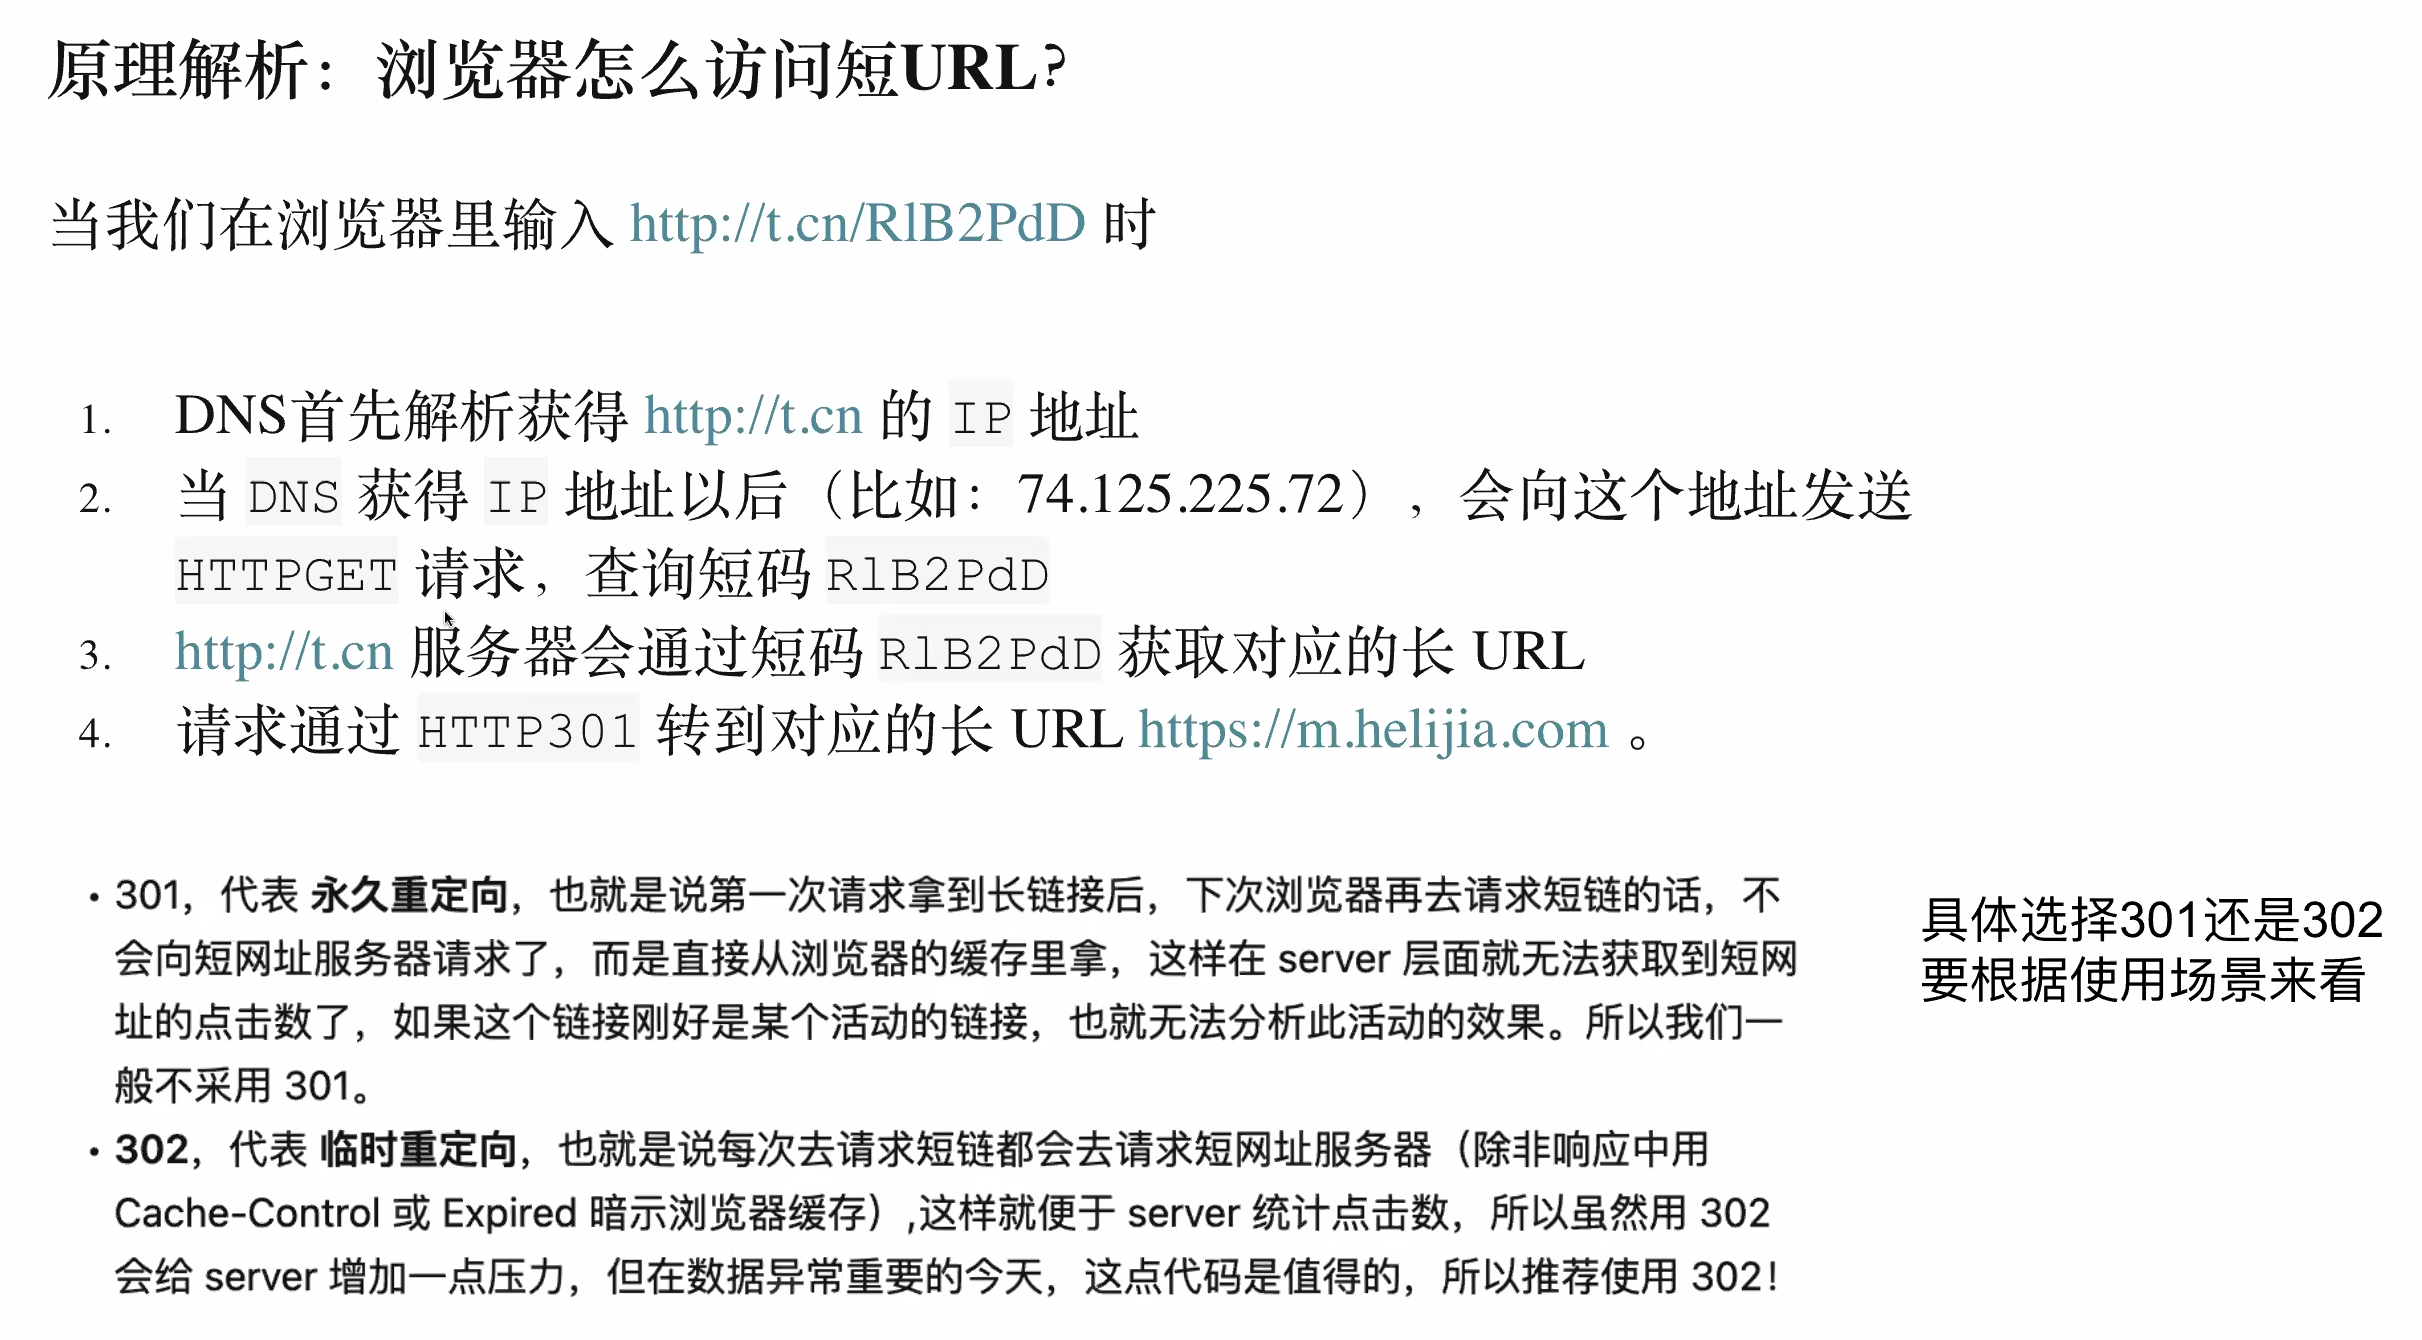 原理解析：浏览器怎么访问短URL?
当我们在浏览器里输入 http://t.cn/RlB2PdD 时
1. DNS首先解析获得 http://t.cn 的 IP 地址
2. 当 DNS 获得 IP 地址以后（比如：74.125.225.72），会向这个地址发送
HTTPGET 请求，查询短码 RlB2PdD
3. http://t.cn 服务器会通过短码 RlB2PdD 获取对应的长 URL
4. 请求通过 HTTP301 转到对应的长 URL https://m.helijia.com 。
• 301，代表 永久重定向，也就是说第一次请求拿到长链接后，下次浏览器再去请求短链的话，不
会向短网址服务器请求了，而是直接从浏览器的缓存里拿，这样在 server 层面就无法获取到短网
址的点击数了，如果这个链接刚好是某个活动的链接，也就无法分析此活动的效果。所以我们一
般不采用 301。
• 302，代表 临时重定向，也就是说每次去请求短链都会去请求短网址服务器（除非响应中用
Cache-Control 或 Expired 暗示浏览器缓存）,这样就便于 server 统计点击数，所以虽然用 302
会给 server 增加一点压力，但在数据异常重要的今天，这点代码是值得的，所以推荐使用 302！
具体选择301还是302
要根据使用场景来看